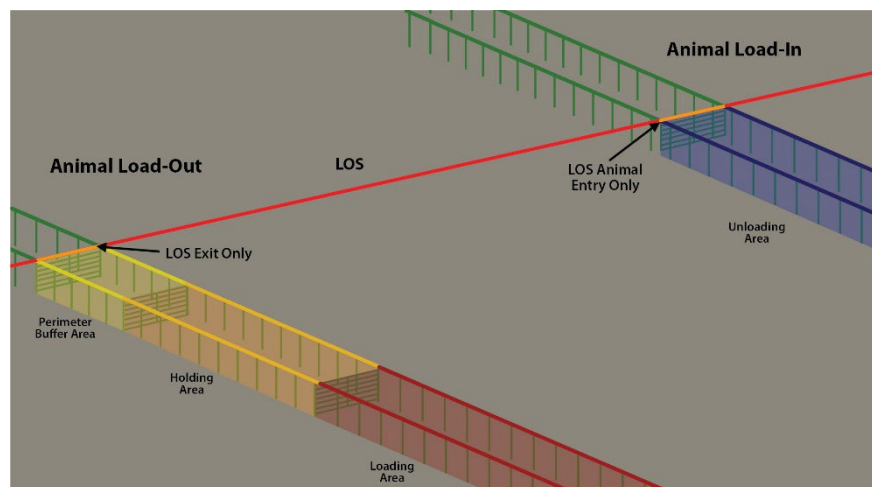 Animal Load-In
Animal Load-Out
LOS
LOS Animal
Entry Only
Unloading
Area
LOS Exit Only
Perimeter
Buffer Area
Holding
Area
Loading
Area